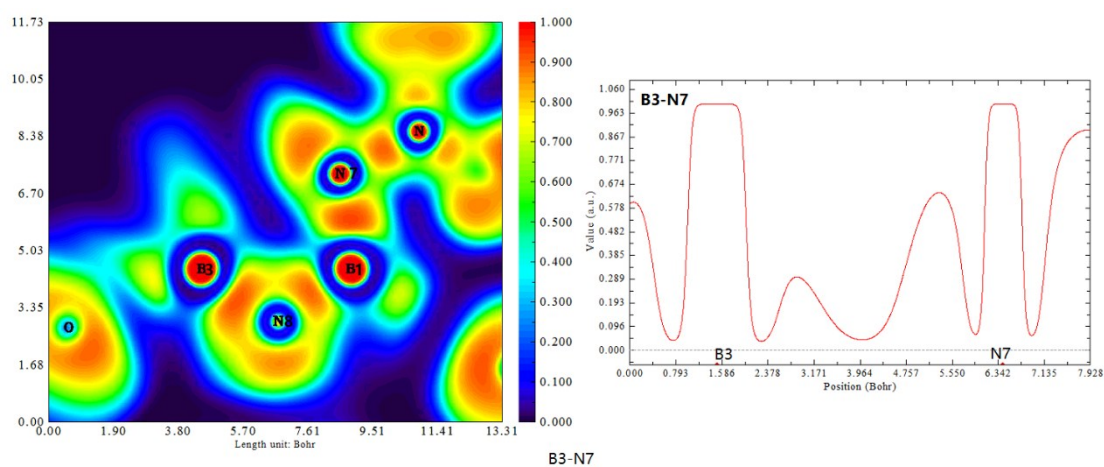 11.73
10.05
8.38
6.70
5.03
3.35
1.68
0.00
0.00 1.90 3.80 5.70 7.61 9.51 11.41 13.31
Length unit: Bohr
N
N 7
B3
B1
N8
O
1.000
0.900
0.800
0.700
0.600
0.500
0.400
0.300
0.200
0.100
0.000
B3-N7
1.060
0.963
0.867
0.771
0.674
0.578
0.482
0.385
0.289
0.193
0.096
0.000
Value (a.u.)
B3 N7
0.000 0.793 1.586 2.378 3.171 3.964 4.757 5.550 6.342 7.135 7.928
Position (Bohr)
B3-N7